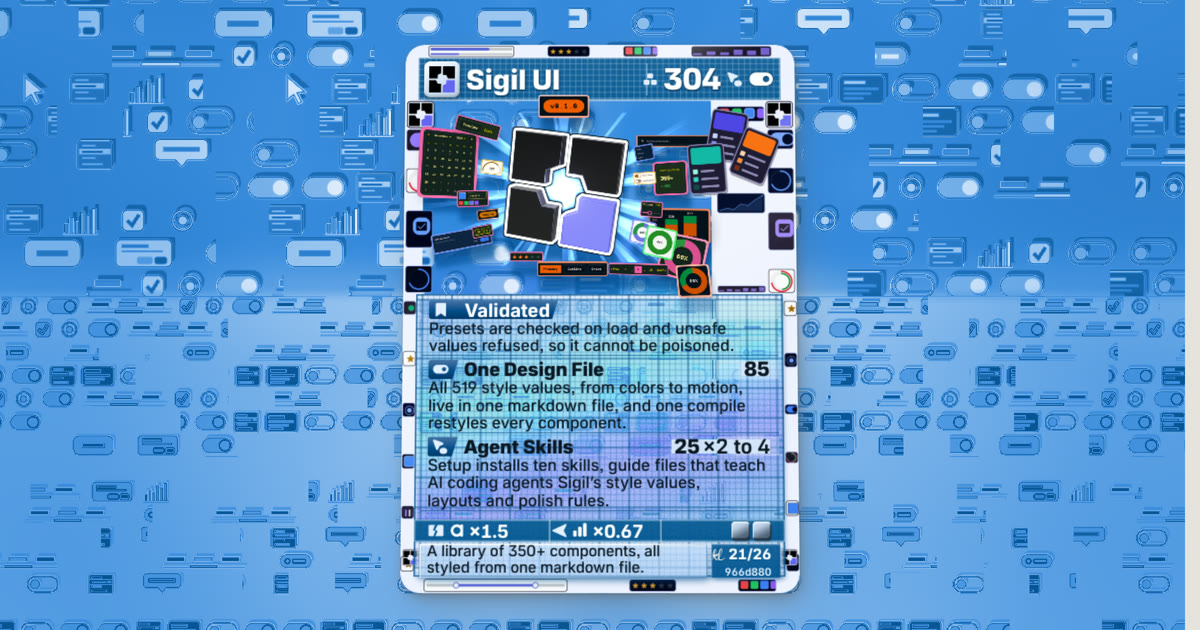 Sigil UI
304
v0.1.0
Validated
Presets are checked on load and unsafe
values refused, so it cannot be poisoned.
One Design File 85
All 519 style values, from colors to motion,
live in one markdown file, and one compile
restyles every component.
Agent Skills 25 ×2 to 4
Setup installs ten skills, guide files that teach
AI coding agents Sigil's style values,
layouts and polish rules.
×1.5 ×0.67
A library of 350+ components, all
styled from one markdown file.
21/26
966d880